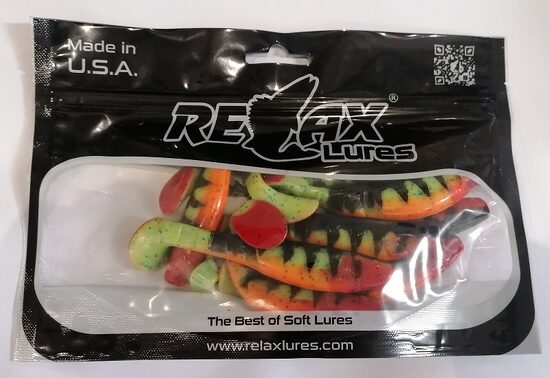 Made in
U.S.A.
RELAX®
Lures
The Best of Soft Lures
www.relaxlures.com